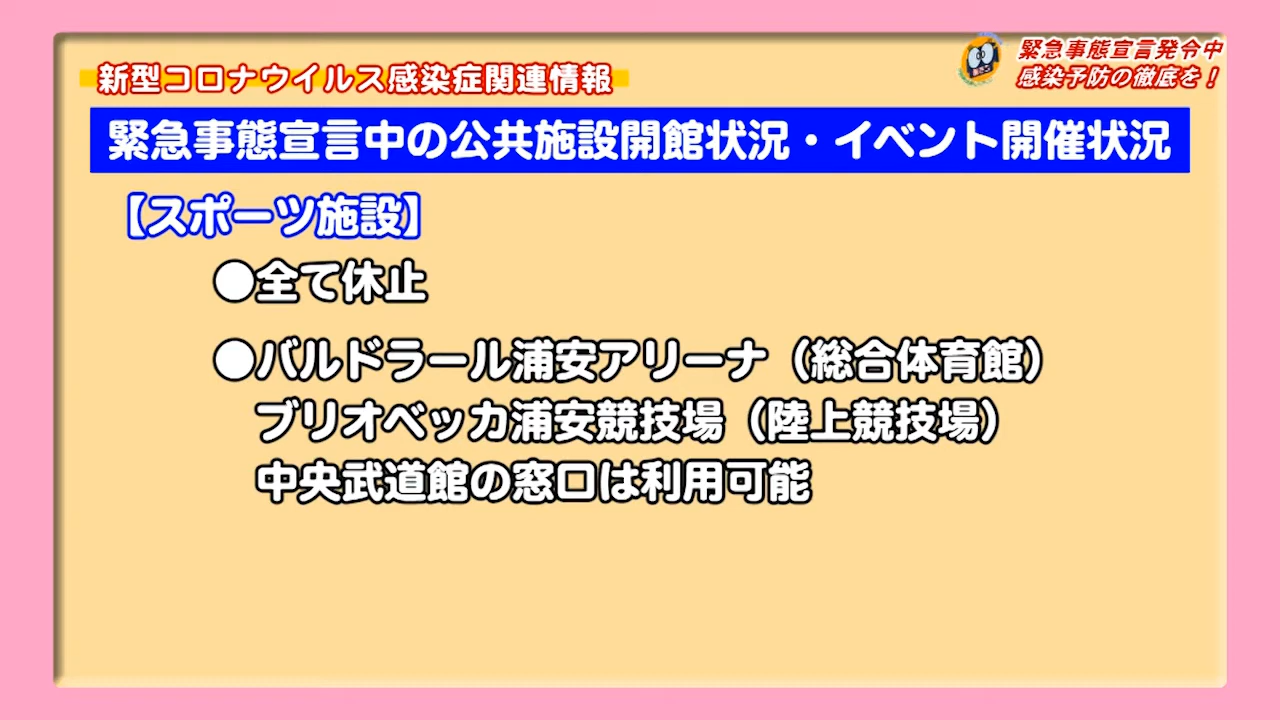 新型コロナウイルス感染症関連情報
緊急事態宣言発令中
感染予防の徹底を！
緊急事態宣言中の公共施設開館状況・イベント開催状況
【スポーツ施設】
●全て休止
●バルドラール浦安アリーナ（総合体育館）
ブリオベッカ浦安競技場（陸上競技場）
中央武道館の窓口は利用可能